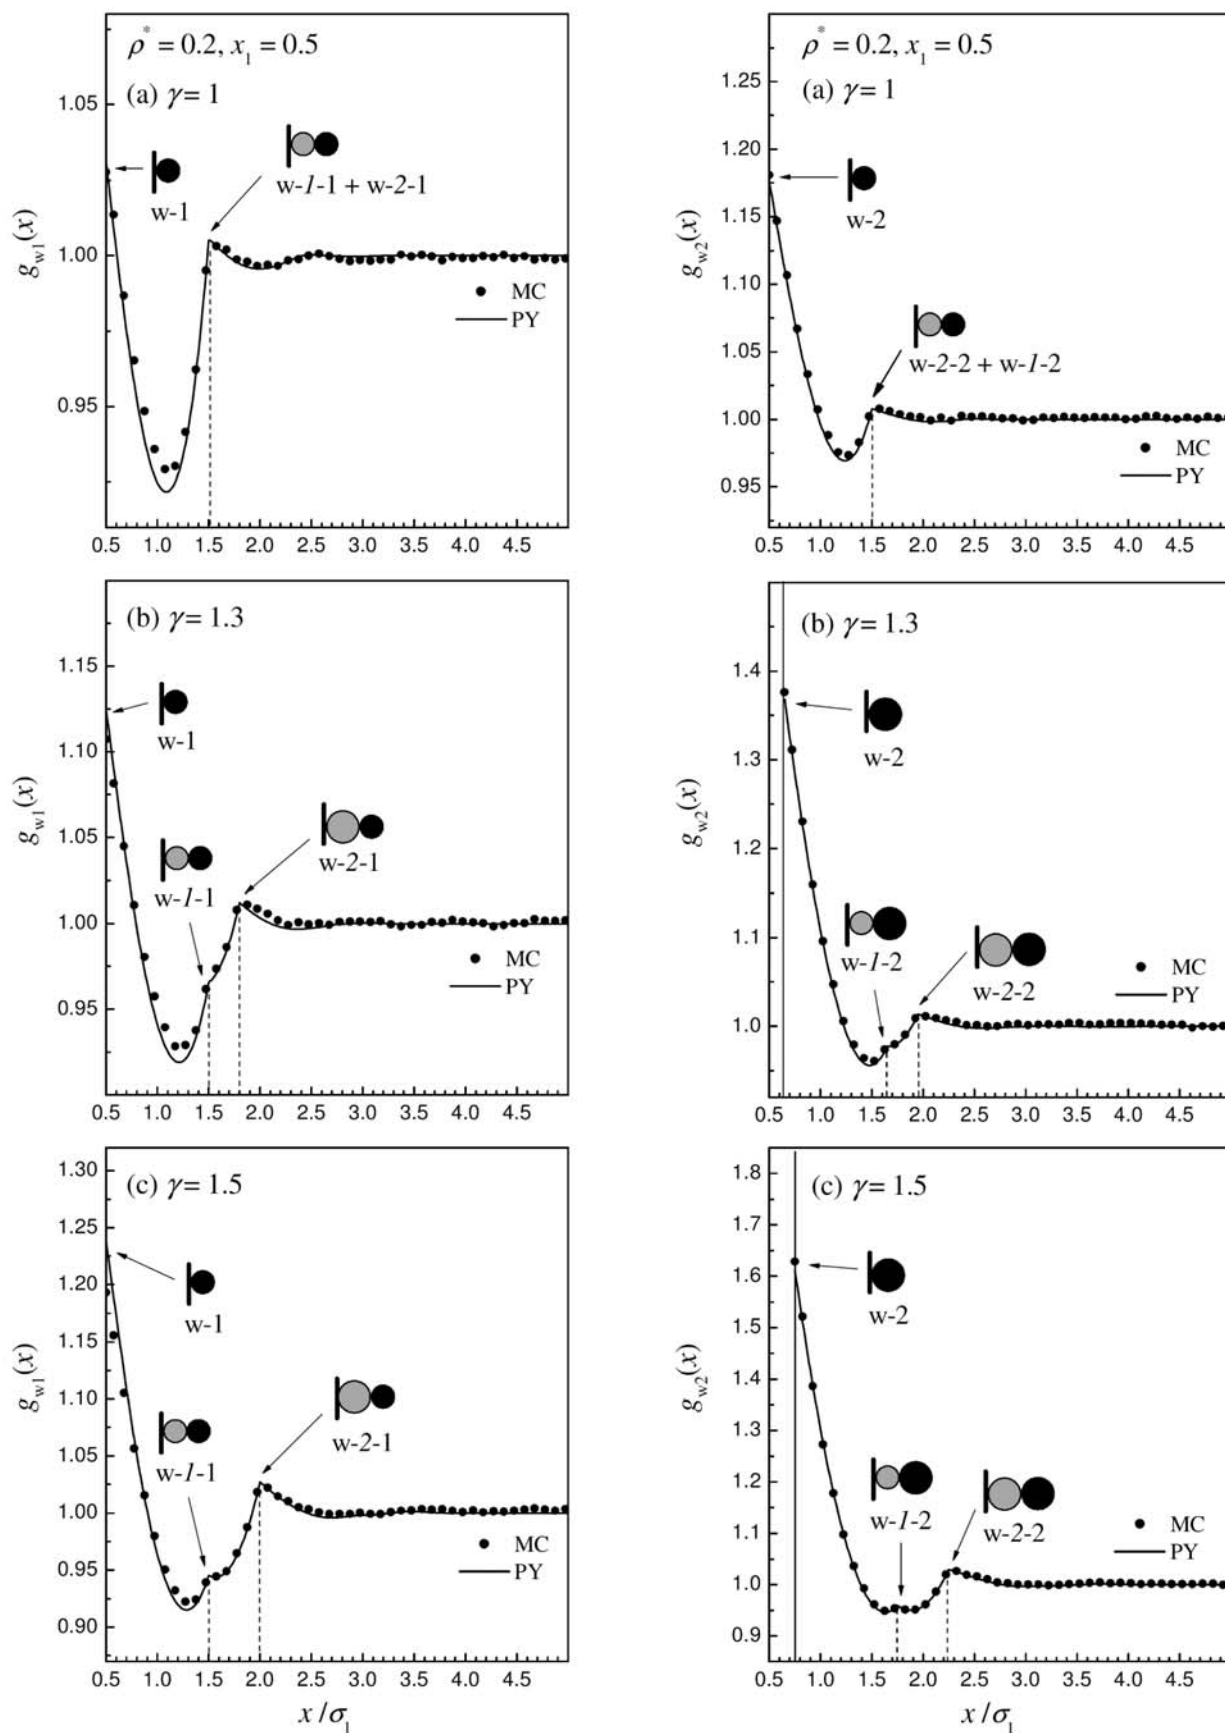 ρ* = 0.2, x₁ = 0.5
(a) γ = 1
1.05
1.00
0.95
g_w1(x)
w-1
w-1-1 + w-2-1
MC
PY
0.5 1.0 1.5 2.0 2.5 3.0 3.5 4.0 4.5
ρ* = 0.2, x₁ = 0.5
(a) γ = 1
1.25
1.20
1.15
1.10
1.05
1.00
0.95
g_w2(x)
w-2
w-2-2 + w-1-2
MC
PY
0.5 1.0 1.5 2.0 2.5 3.0 3.5 4.0 4.5
(b) γ = 1.3
1.15
1.10
1.05
1.00
0.95
g_w1(x)
w-1
w-2-1
w-1-1
MC
PY
0.5 1.0 1.5 2.0 2.5 3.0 3.5 4.0 4.5
(b) γ = 1.3
1.4
1.3
1.2
1.1
1.0
g_w2(x)
w-2
w-1-2
w-2-2
MC
PY
0.5 1.0 1.5 2.0 2.5 3.0 3.5 4.0 4.5
(c) γ = 1.5
1.30
1.25
1.20
1.15
1.10
1.05
1.00
0.95
0.90
g_w1(x)
w-1
w-2-1
w-1-1
MC
PY
0.5 1.0 1.5 2.0 2.5 3.0 3.5 4.0 4.5
x / σ₁
(c) γ = 1.5
1.8
1.7
1.6
1.5
1.4
1.3
1.2
1.1
1.0
0.9
g_w2(x)
w-2
w-1-2
w-2-2
MC
PY
0.5 1.0 1.5 2.0 2.5 3.0 3.5 4.0 4.5
x / σ₁